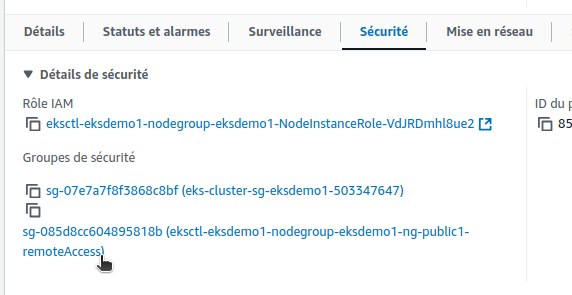 Détails Statuts et alarmes Surveillance Sécurité Mise en réseau
Détails de sécurité
Rôle IAM
ID du p
eksctl-eksdemo1-nodegroup-eksdemo1-NodeInstanceRole-VdJRDmhl8ue2
85
Groupes de sécurité
sg-07e7a7f8f3868c8bf (eks-cluster-sg-eksdemo1-503347647)
sg-085d8cc604895818b (eksctl-eksdemo1-nodegroup-eksdemo1-ng-public1-
remoteAccess)